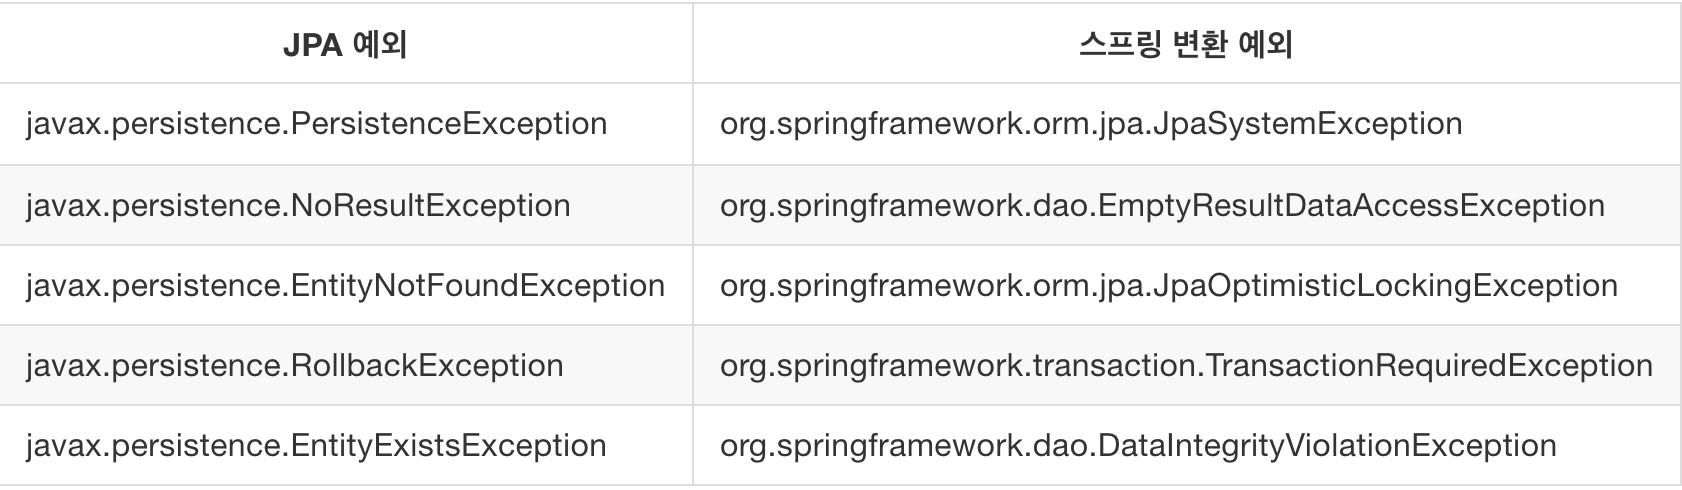 JPA 예외 스프링 변환 예외
javax.persistence.PersistenceException org.springframework.orm.jpa.JpaSystemException
javax.persistence.NoResultException org.springframework.dao.EmptyResultDataAccessException
javax.persistence.EntityNotFoundException org.springframework.orm.jpa.JpaOptimisticLockingException
javax.persistence.RollbackException org.springframework.transaction.TransactionRequiredException
javax.persistence.EntityExistsException org.springframework.dao.DataIntegrityViolationException